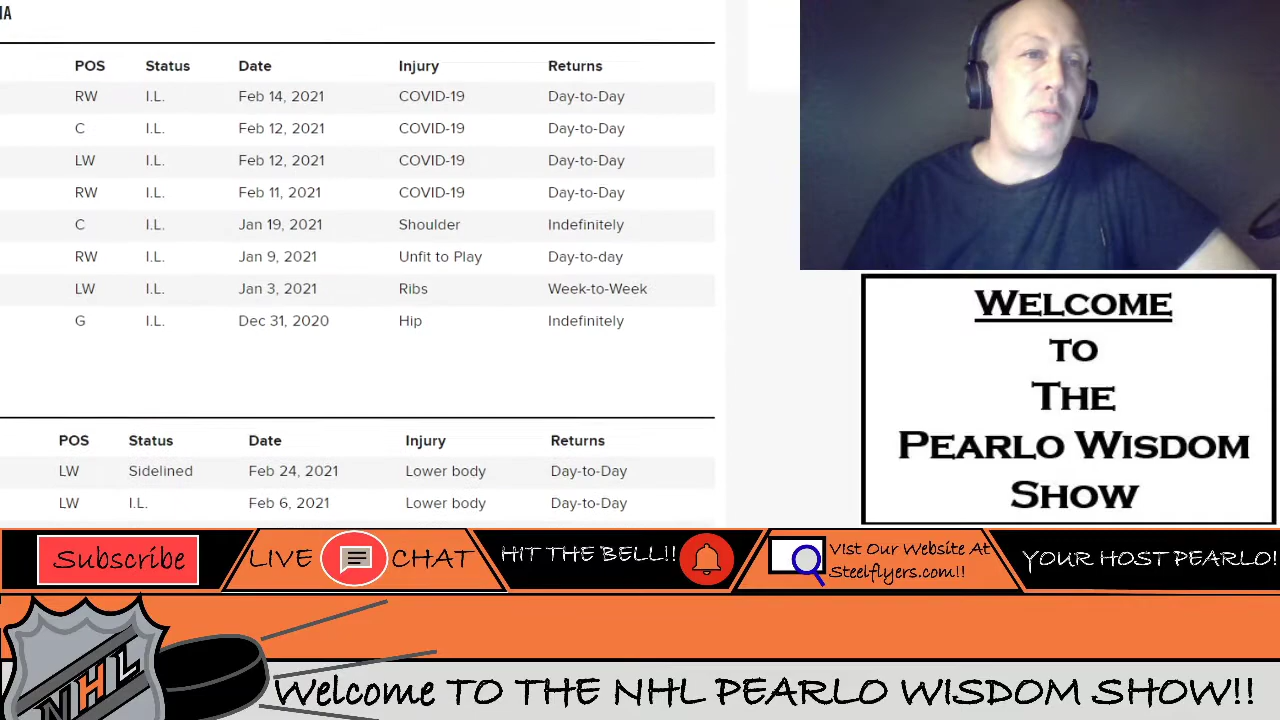 IA
POS Status Date Injury Returns
RW I.L. Feb 14, 2021 COVID-19 Day-to-Day
C I.L. Feb 12, 2021 COVID-19 Day-to-Day
LW I.L. Feb 12, 2021 COVID-19 Day-to-Day
RW I.L. Feb 11, 2021 COVID-19 Day-to-Day
C I.L. Jan 19, 2021 Shoulder Indefinitely
RW I.L. Jan 9, 2021 Unfit to Play Day-to-day
LW I.L. Jan 3, 2021 Ribs Week-to-Week
G I.L. Dec 31, 2020 Hip Indefinitely
POS Status Date Injury Returns
LW Sidelined Feb 24, 2021 Lower body Day-to-Day
LW I.L. Feb 6, 2021 Lower body Day-to-Day
Welcome
to
The
Pearlo Wisdom
Show
Subscribe
LIVE CHAT
HIT THE BELL!!
VIst Our Website At
Steelflyers.com!!
YOUR HOST PEARLO!
NHL
Welcome TO THE NHL PEARLO WISDOM SHOW!!